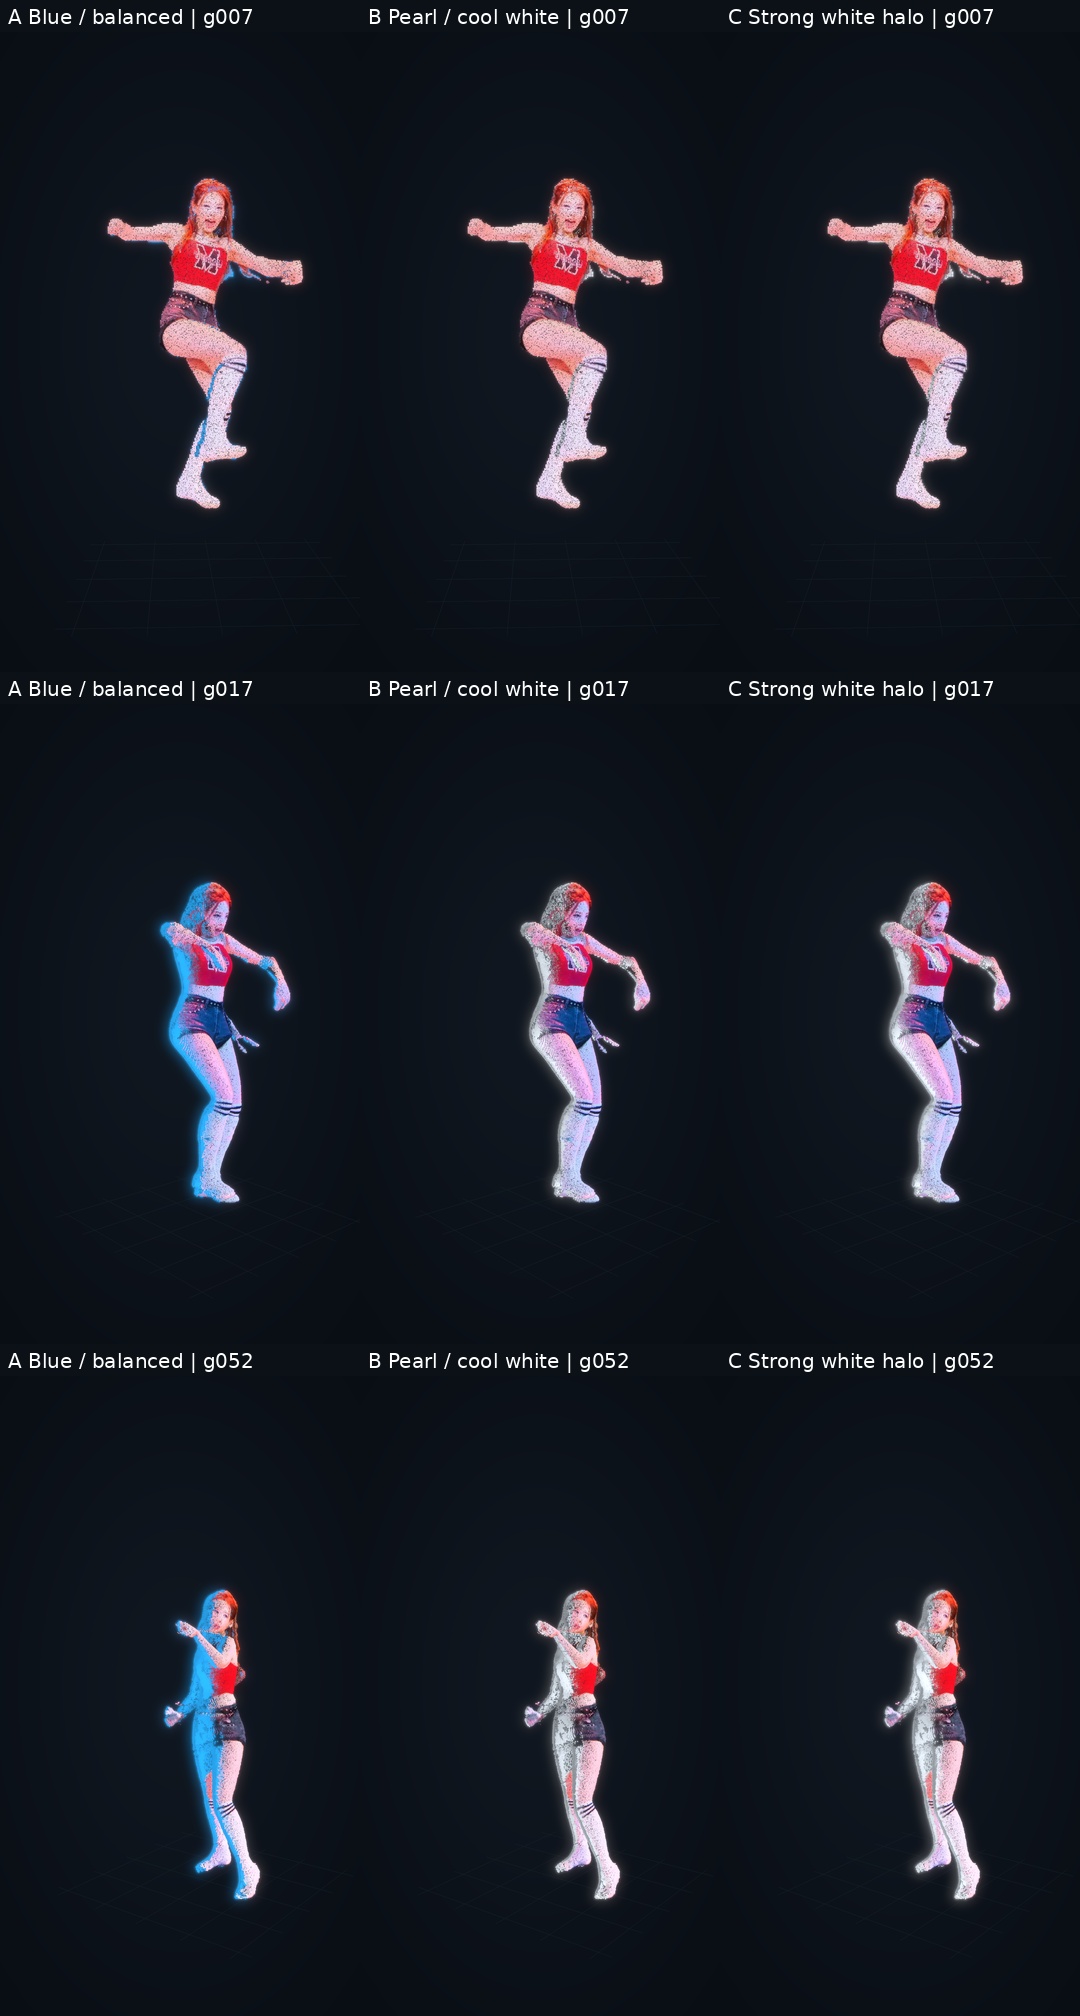 A Blue / balanced | g007
B Pearl / cool white | g007
C Strong white halo | g007
A Blue / balanced | g017
B Pearl / cool white | g017
C Strong white halo | g017
A Blue / balanced | g052
B Pearl / cool white | g052
C Strong white halo | g052